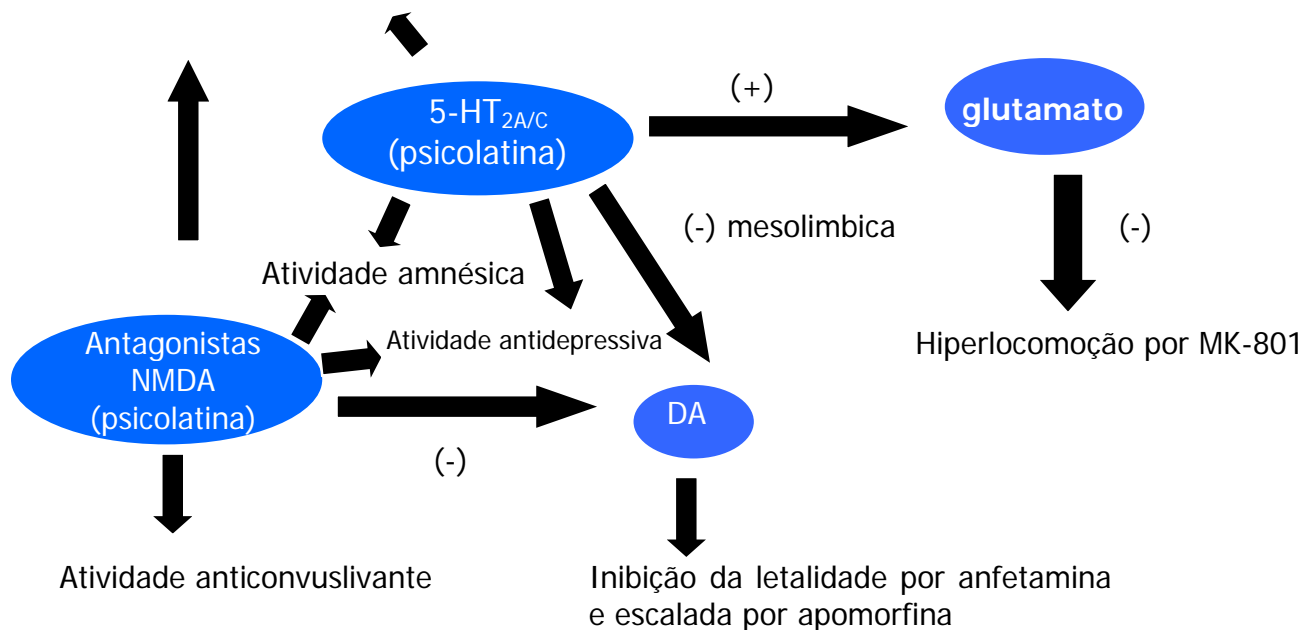 5-HT2A/C
(psicolatina)
(+)
glutamato
(-) mesolimbica
(-)
Atividade amnésica
Antagonistas
NMDA
(psicolatina)
Atividade antidepressiva
Hiperlocomoção por MK-801
DA
(-)
Atividade anticonvuslivante
Inibição da letalidade por anfetamina
e escalada por apomorfina